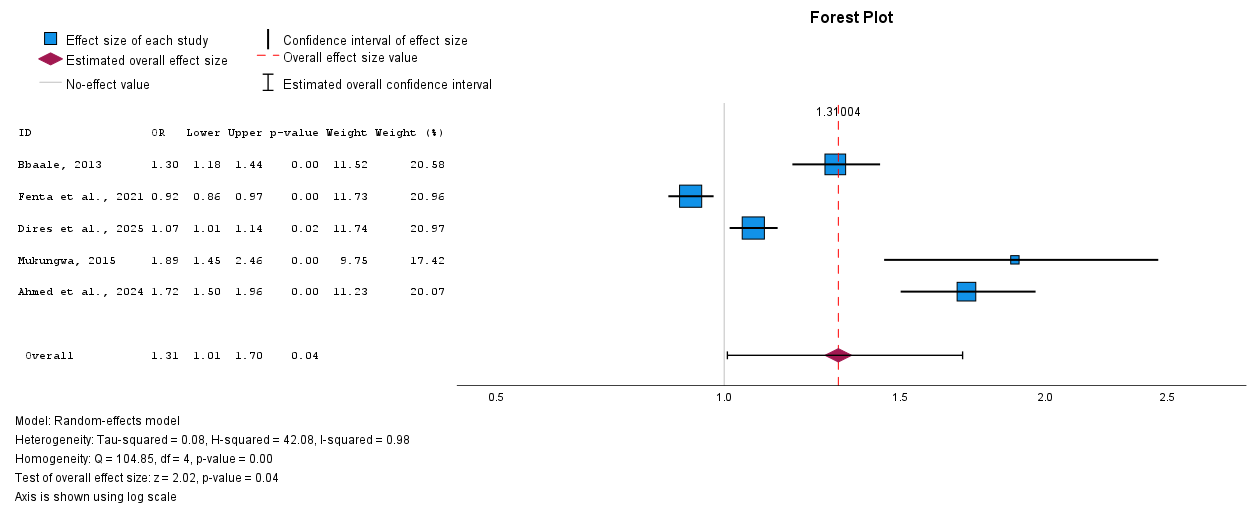 Forest Plot
Effect size of each study
Confidence interval of effect size
Estimated overall effect size
Overall effect size value
No-effect value
Estimated overall confidence interval
1.31004
ID OR Lower Upper p-value Weight Weight (%)
Bbaale, 2013 1.30 1.18 1.44 0.00 11.52 20.58
Fenta et al., 2021 0.92 0.86 0.97 0.00 11.73 20.96
Dires et al., 2025 1.07 1.01 1.14 0.02 11.74 20.97
Mukungwa, 2015 1.89 1.45 2.46 0.00 9.75 17.42
Ahmed et al., 2024 1.72 1.50 1.96 0.00 11.23 20.07
Overall 1.31 1.01 1.70 0.04
0.5 1.0 1.5 2.0 2.5
Model: Random-effects model
Heterogeneity: Tau-squared = 0.08, H-squared = 42.08, I-squared = 0.98
Homogeneity: Q = 104.85, df = 4, p-value = 0.00
Test of overall effect size: z = 2.02, p-value = 0.04
Axis is shown using log scale